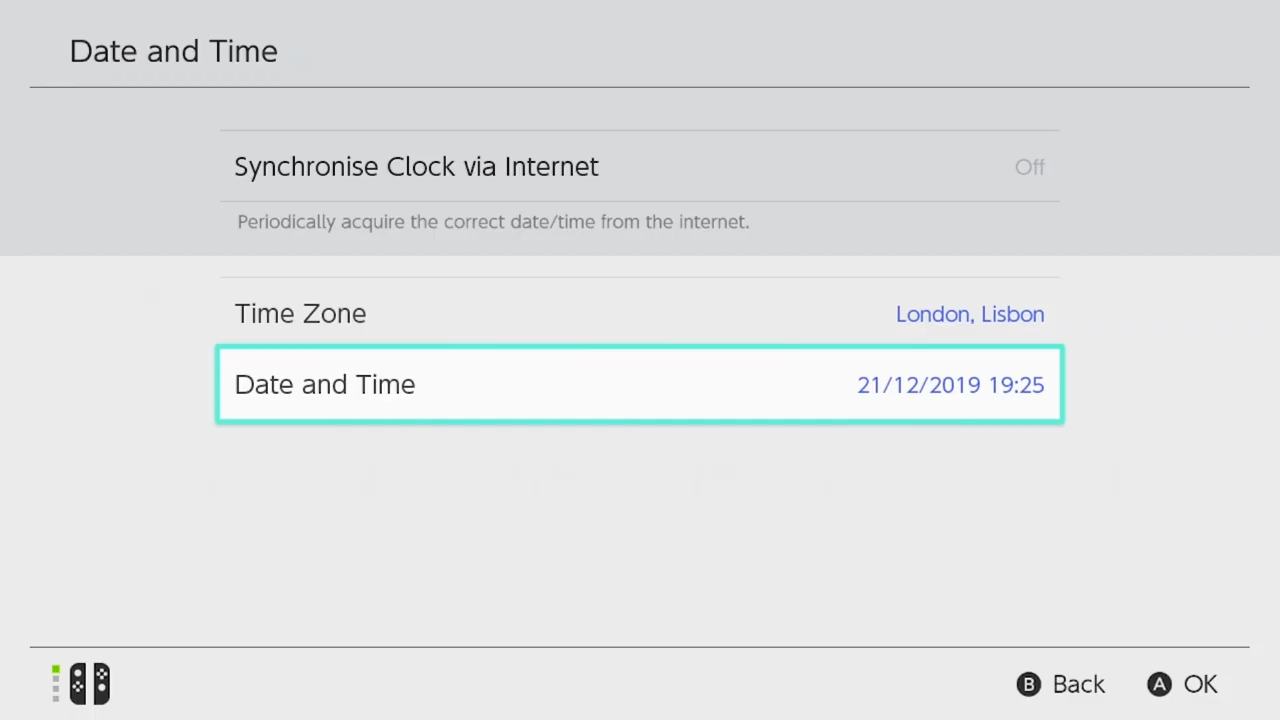 Date and Time
Synchronise Clock via Internet Off
Periodically acquire the correct date/time from the internet.
Time Zone London, Lisbon
Date and Time 21/12/2019 19:25
B Back A OK